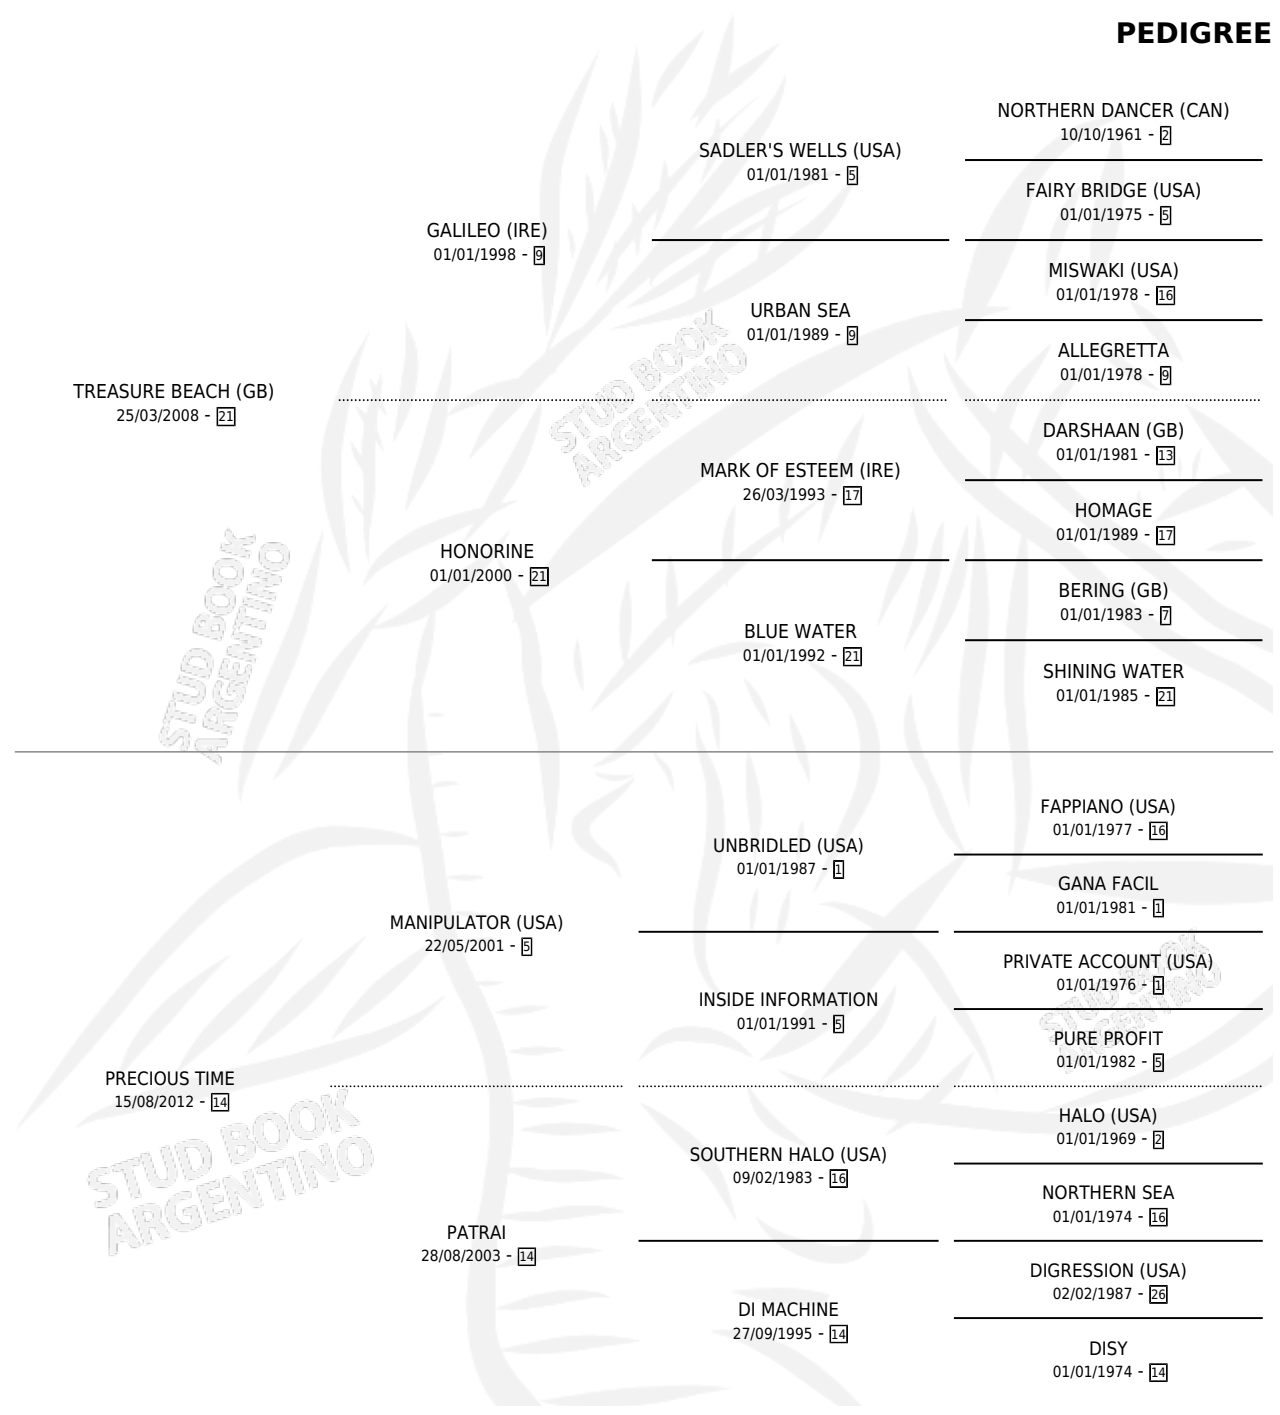 PEDIGREE
NORTHERN DANCER (CAN)
10/10/1961 - 2
SADLER'S WELLS (USA)
01/01/1981 - 5
FAIRY BRIDGE (USA)
01/01/1975 - 5
GALILEO (IRE)
01/01/1998 - 9
MISWAKI (USA)
01/01/1978 - 16
URBAN SEA
01/01/1989 - 9
ALLEGRETTA
01/01/1978 - 9
TREASURE BEACH (GB)
25/03/2008 - 21
DARSHAAN (GB)
01/01/1981 - 13
MARK OF ESTEEM (IRE)
26/03/1993 - 17
HOMAGE
01/01/1989 - 17
HONORINE
01/01/2000 - 21
BERING (GB)
01/01/1983 - 7
BLUE WATER
01/01/1992 - 21
SHINING WATER
01/01/1985 - 21
FAPPIANO (USA)
01/01/1977 - 16
UNBRIDLED (USA)
01/01/1987 - 1
GANA FACIL
01/01/1981 - 1
MANIPULATOR (USA)
22/05/2001 - 5
PRIVATE ACCOUNT (USA)
01/01/1976 - 1
INSIDE INFORMATION
01/01/1991 - 5
PURE PROFIT
01/01/1982 - 5
PRECIOUS TIME
15/08/2012 - 14
HALO (USA)
01/01/1969 - 2
SOUTHERN HALO (USA)
09/02/1983 - 16
NORTHERN SEA
01/01/1974 - 16
PATRAI
28/08/2003 - 14
DIGRESSION (USA)
02/02/1987 - 26
DI MACHINE
27/09/1995 - 14
DISY
01/01/1974 - 14
STUD BOOK
ARGENTINO
STUD BOOK
ARGENTINO
STUD BOOK
ARGENTINO
STUD BOOK
ARGENTINO